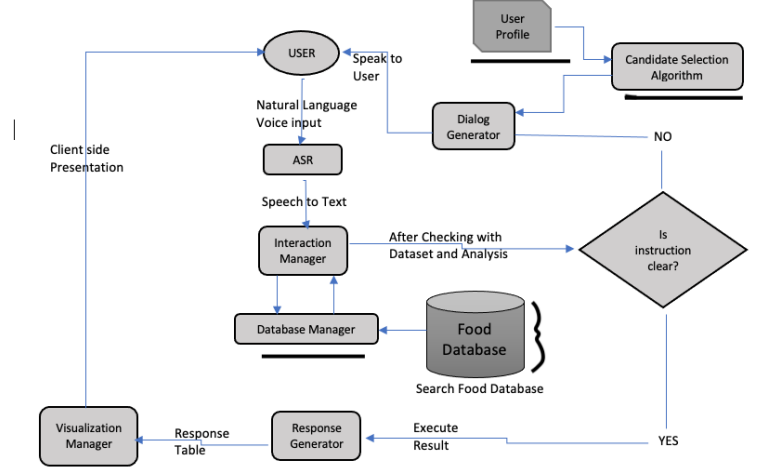 User
Profile
USER
Speak to
User
Candidate Selection
Algorithm
Natural Language
Voice input
Dialog
Generator
NO
Client side
Presentation
ASR
Speech to Text
Interaction
Manager
After Checking with
Dataset and Analysis
Is
instruction
clear?
Database Manager
Food
Database
Search Food Database
Visualization
Manager
Response
Table
Response
Generator
Execute
Result
YES